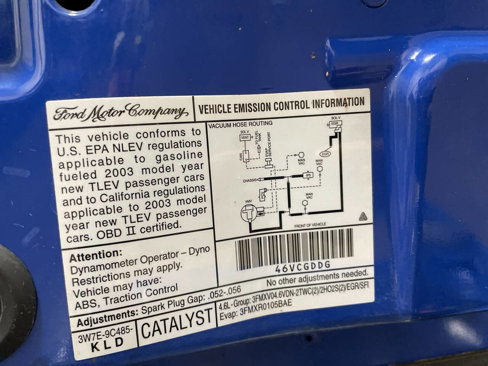 Ford Motor Company,
VEHICLE EMISSION CONTROL INFORMATION
This vehicle conforms to
U.S. EPA NLEV regulations
applicable to gasoline
fueled 2003 model year
new TLEV passenger cars
and to California regulations
applicable to 2003 model
year new TLEV passenger
cars. OBD II certified.
VACUUM HOSE ROUTING
FRONT OF VEHICLE
Attention:
Dynamometer Operator – Dyno
Restrictions may apply.
Vehicle may have:
ABS, Traction Control
46VCGDDG
No other adjustments needed.
Adjustments: Spark Plug Gap: .052-.056
3W7E-9C485-
KLD
CATALYST
4.6L-Group: 3FMXV04.6VDN-2TWC(2)/2HO2S(2)/EGR/SFI
Evap: 3FMXR0105BAE